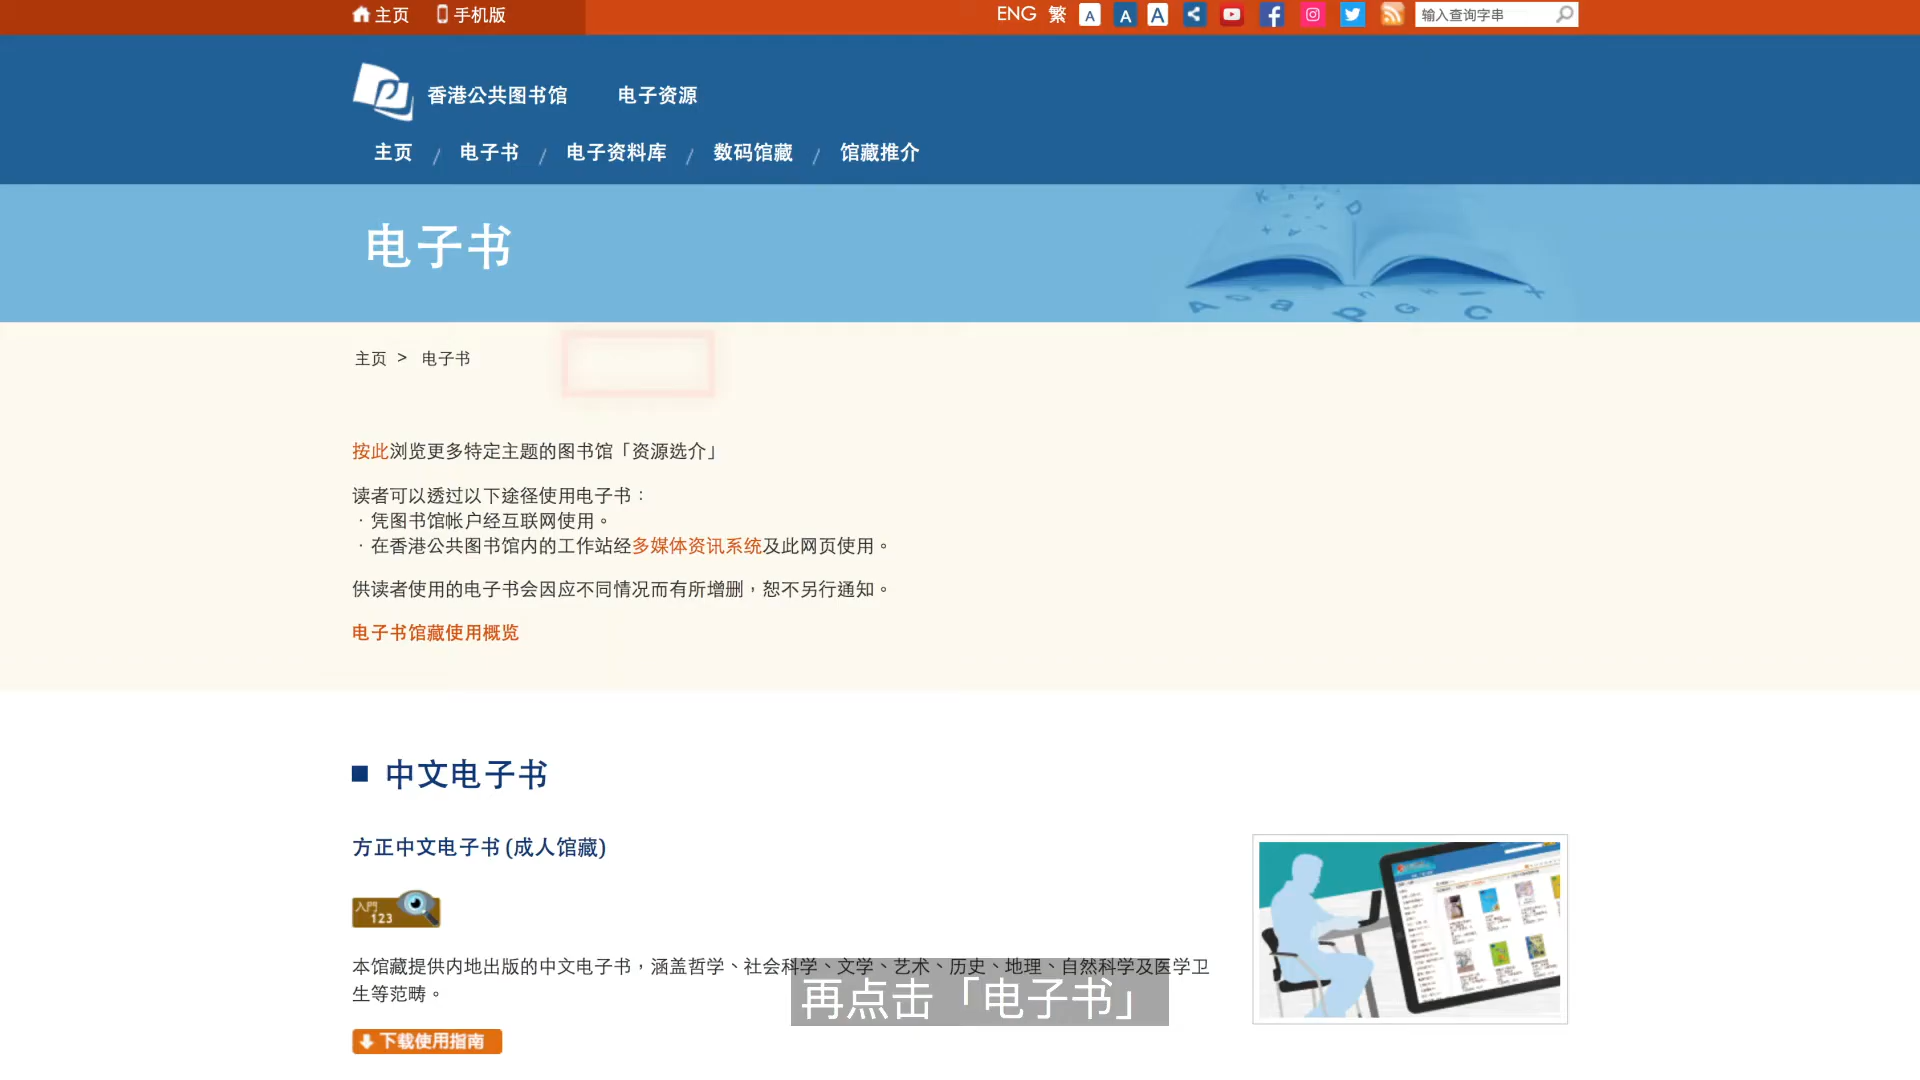 主页 手机版 ENG 繁 A A A 输入查询字串
香港公共图书馆 电子资源
主页 / 电子书 / 电子资料库 / 数码馆藏 / 馆藏推介
电子书
主页 > 电子书
按此浏览更多特定主题的图书馆「资源选介」
读者可以透过以下途径使用电子书：
· 凭图书馆帐户经互联网使用。
· 在香港公共图书馆内的工作站经多媒体资讯系统及此网页使用。
供读者使用的电子书会因应不同情况而有所增删，恕不另行通知。
电子书馆藏使用概览
中文电子书
方正中文电子书 (成人馆藏)
入門
123
本馆藏提供内地出版的中文电子书，涵盖哲学、社会科学、文学、艺术、历史、地理、自然科学及医学卫
生等范畴。
再点击「电子书」
下载使用指南